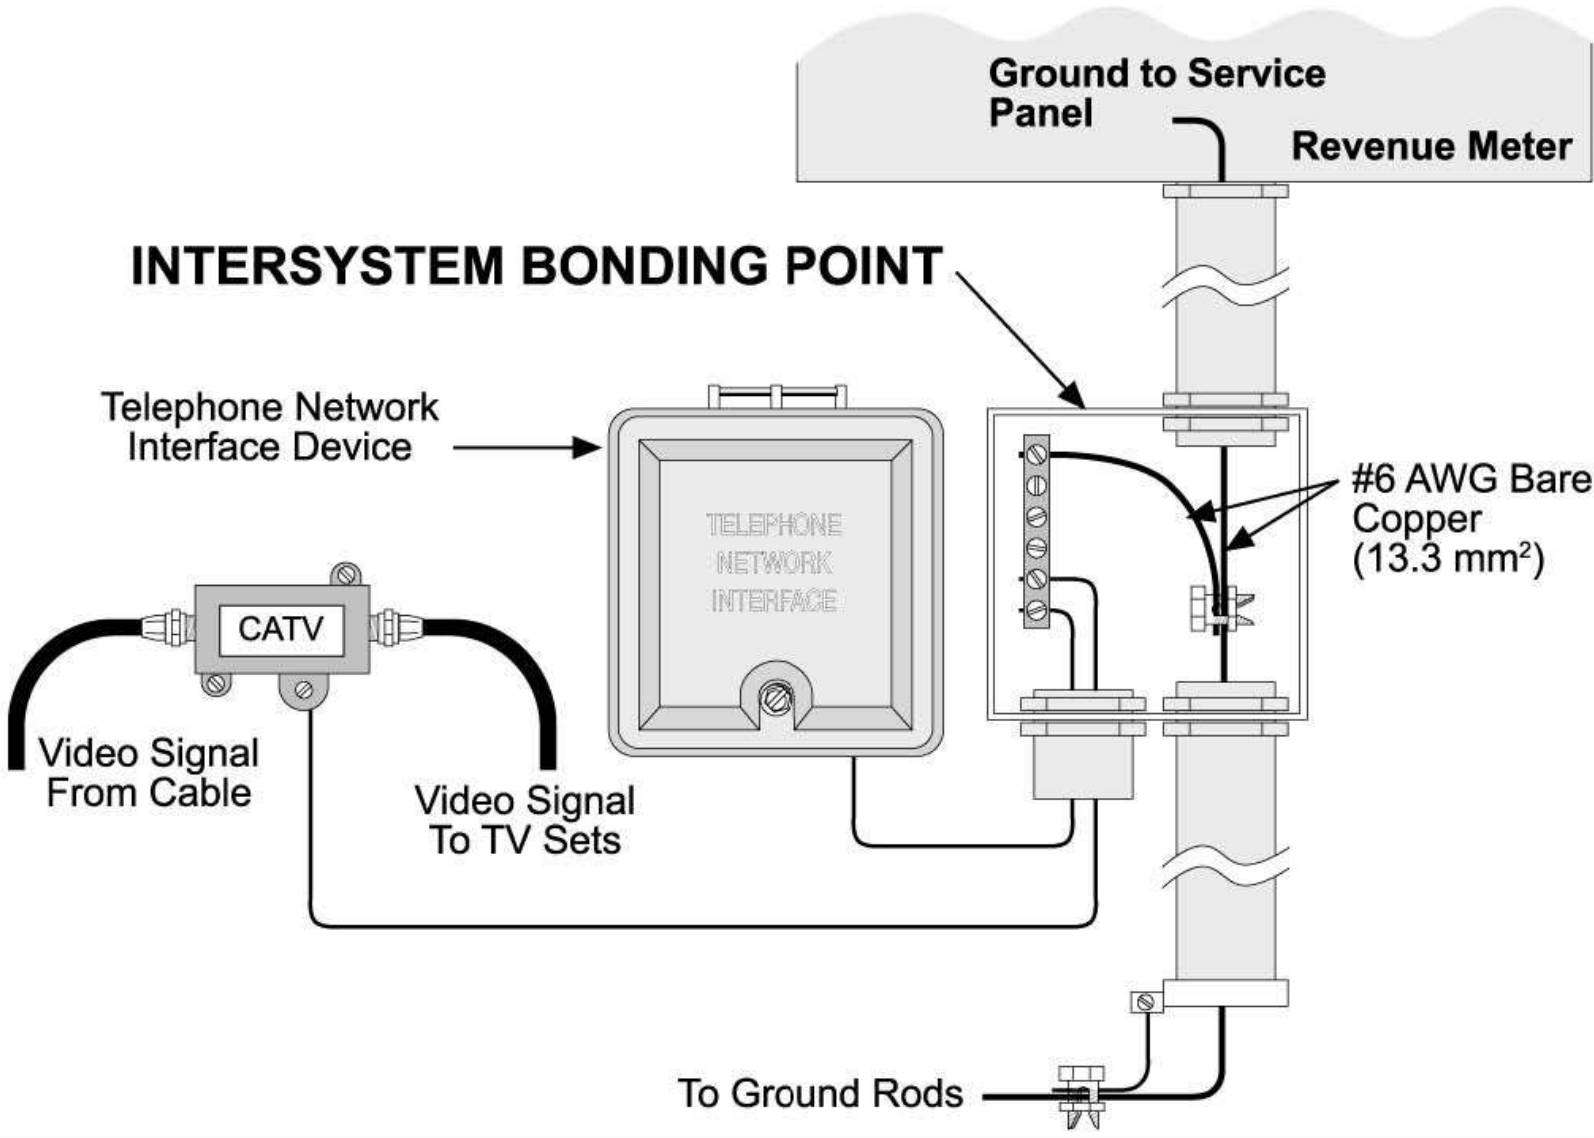 Ground to Service
Panel
Revenue Meter
INTERSYSTEM BONDING POINT
Telephone Network
Interface Device
TELEPHONE
NETWORK
INTERFACE
#6 AWG Bare
Copper
(13.3 mm²)
CATV
Video Signal
From Cable
Video Signal
To TV Sets
To Ground Rods